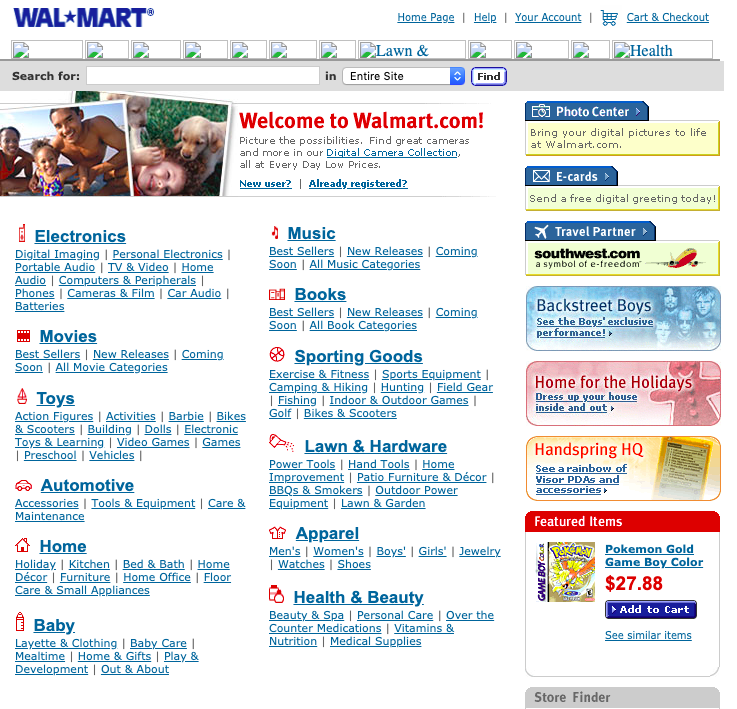 WAL★MART®
Home Page | Help | Your Account | Cart & Checkout
Lawn &
Health
Search for: in Entire Site Find
Welcome to Walmart.com!
Picture the possibilities. Find great cameras
and more in our Digital Camera Collection,
all at Every Day Low Prices.
New user? | Already registered?
Electronics
Digital Imaging | Personal Electronics |
Portable Audio | TV & Video | Home
Audio | Computers & Peripherals |
Phones | Cameras & Film | Car Audio |
Batteries
Movies
Best Sellers | New Releases | Coming
Soon | All Movie Categories
Toys
Action Figures | Activities | Barbie | Bikes
& Scooters | Building | Dolls | Electronic
Toys & Learning | Video Games | Games
| Preschool | Vehicles |
Automotive
Accessories | Tools & Equipment | Care &
Maintenance
Home
Holiday | Kitchen | Bed & Bath | Home
Décor | Furniture | Home Office | Floor
Care & Small Appliances
Baby
Layette & Clothing | Baby Care |
Mealtime | Home & Gifts | Play &
Development | Out & About
Music
Best Sellers | New Releases | Coming
Soon | All Music Categories
Books
Best Sellers | New Releases | Coming
Soon | All Book Categories
Sporting Goods
Exercise & Fitness | Sports Equipment |
Camping & Hiking | Hunting | Field Gear
| Fishing | Indoor & Outdoor Games |
Golf | Bikes & Scooters
Lawn & Hardware
Power Tools | Hand Tools | Home
Improvement | Patio Furniture & Décor |
BBQs & Smokers | Outdoor Power
Equipment | Lawn & Garden
Apparel
Men's | Women's | Boys' | Girls' | Jewelry
| Watches | Shoes
Health & Beauty
Beauty & Spa | Personal Care | Over the
Counter Medications | Vitamins &
Nutrition | Medical Supplies
Photo Center
Bring your digital pictures to life
at Walmart.com.
E-cards
Send a free digital greeting today!
Travel Partner
southwest.com
a symbol of e-freedom
Backstreet Boys
See the Boys' exclusive
performance!
Home for the Holidays
Dress up your house
inside and out
Handspring HQ
See a rainbow of
Visor PDAs and
accessories
Featured Items
GAME BOY COLOR
Pokémon
Pokemon Gold
Game Boy Color
$27.88
Add to Cart
See similar items
Store Finder